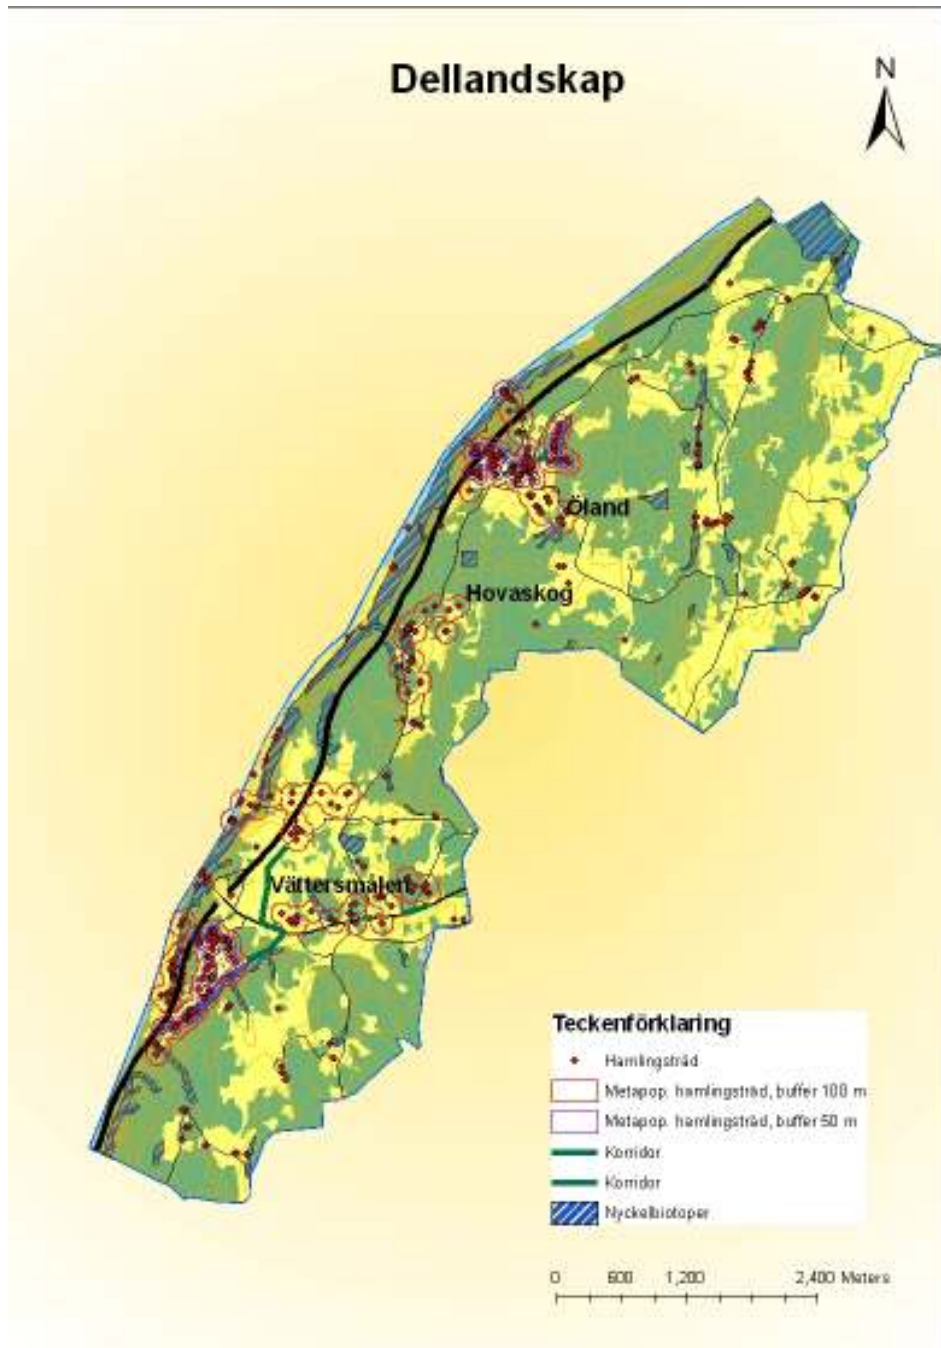 Dellandskap
N
Öland
Hovaskog
Vättersmålen
Teckenförklaring
Hamlingsträd
Metapop. hamlingsträd, buffer 100 m
Metapop. hamlingsträd, buffer 50 m
Korridor
Korridor
Nyckelbiotoper
0 600 1,200 2,400 Meters